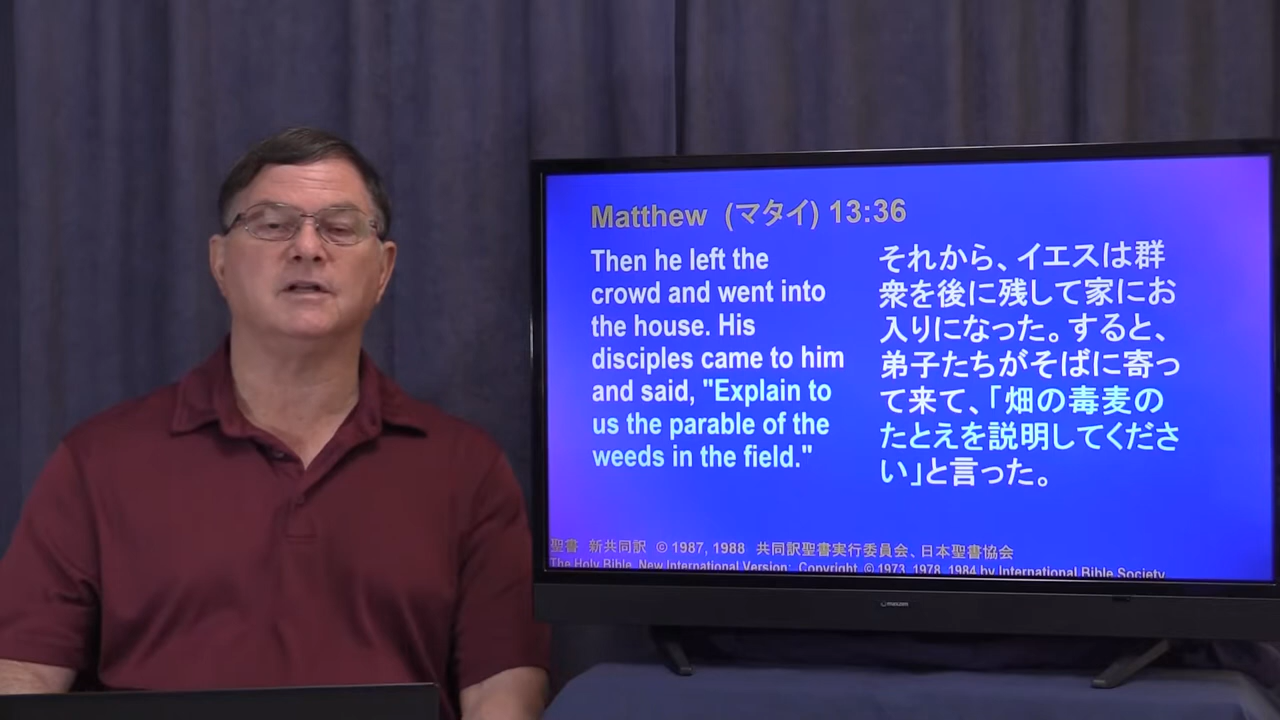 Matthew (マタイ) 13:36
Then he left the
crowd and went into
the house. His
disciples came to him
and said, "Explain to
us the parable of the
weeds in the field."
それから、イエスは群
衆を後に残して家にお
入りになった。すると、
弟子たちがそばに寄っ
て来て、「畑の毒麦の
たとえを説明してくださ
い」と言った。
聖書 新共同訳 © 1987, 1988 共同訳聖書実行委員会、日本聖書協会
The Holy Bible, New International Version; Copyright © 1973, 1978, 1984 by International Bible Society